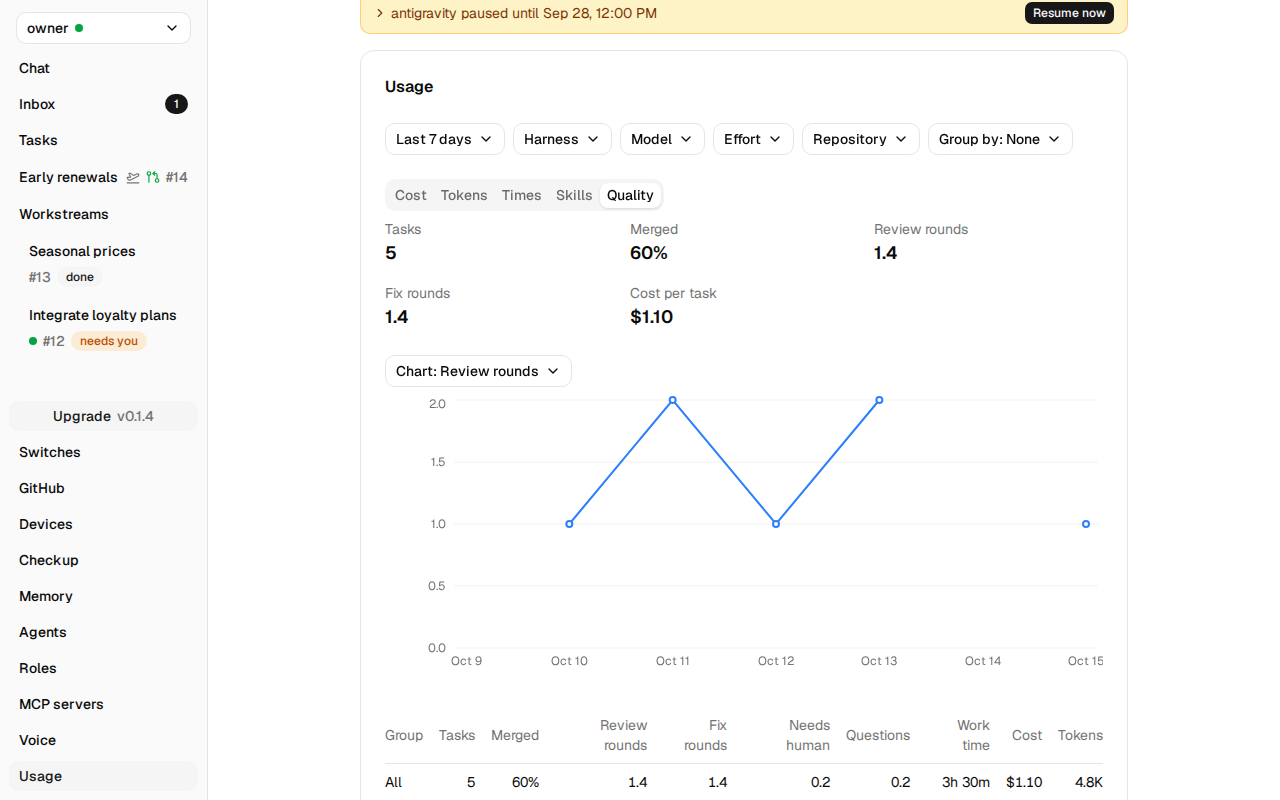 owner
Chat
Inbox 1
Tasks
Early renewals #14
Workstreams
Seasonal prices
#13 done
Integrate loyalty plans
#12 needs you
Upgrade v0.1.4
Switches
GitHub
Devices
Checkup
Memory
Agents
Roles
MCP servers
Voice
Usage
antigravity paused until Sep 28, 12:00 PM Resume now
Usage
Last 7 days Harness Model Effort Repository Group by: None
Cost Tokens Times Skills Quality
Tasks Merged Review rounds
5 60% 1.4
Fix rounds Cost per task
1.4 $1.10
Chart: Review rounds
2.0
1.5
1.0
0.5
0.0
Oct 9 Oct 10 Oct 11 Oct 12 Oct 13 Oct 14 Oct 15
Group Tasks Merged Review rounds Fix rounds Needs human Questions Work time Cost Tokens
All 5 60% 1.4 1.4 0.2 0.2 3h 30m $1.10 4.8K